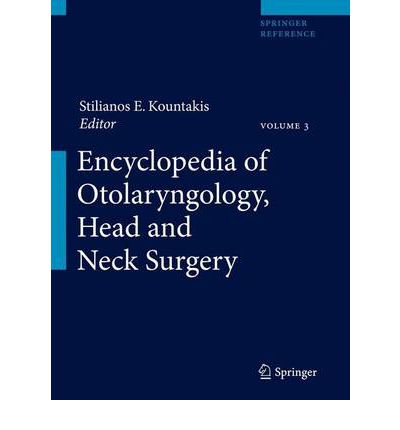 SPRINGER
REFERENCE
Stilianos E. Kountakis
Editor
VOLUME 3
Encyclopedia of
Otolaryngology,
Head and
Neck Surgery
Springer